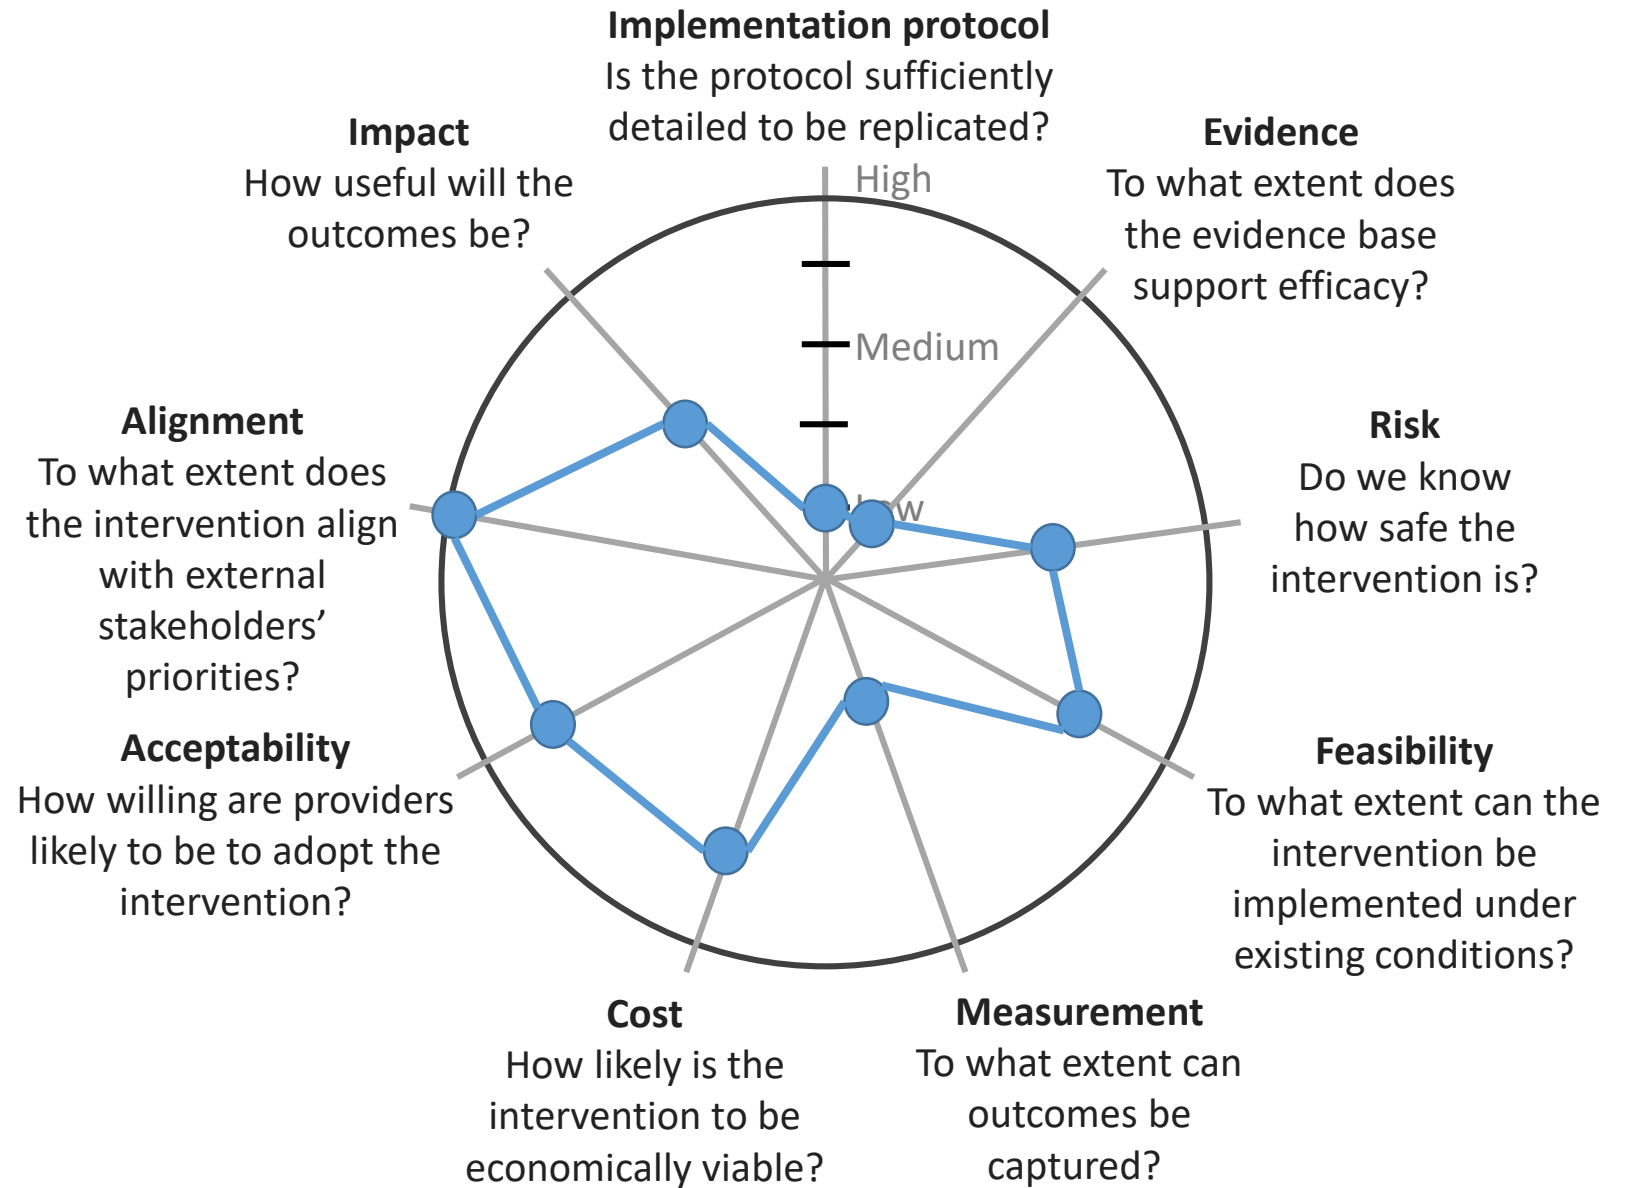 Implementation protocol
Is the protocol sufficiently
detailed to be replicated?
Impact
How useful will the
outcomes be?
Evidence
To what extent does
the evidence base
support efficacy?
High
Medium
Low
Alignment
To what extent does
the intervention align
with external
stakeholders’
priorities?
Risk
Do we know
how safe the
intervention is?
Acceptability
How willing are providers
likely to be to adopt the
intervention?
Feasibility
To what extent can the
intervention be
implemented under
existing conditions?
Cost
How likely is the
intervention to be
economically viable?
Measurement
To what extent can
outcomes be
captured?